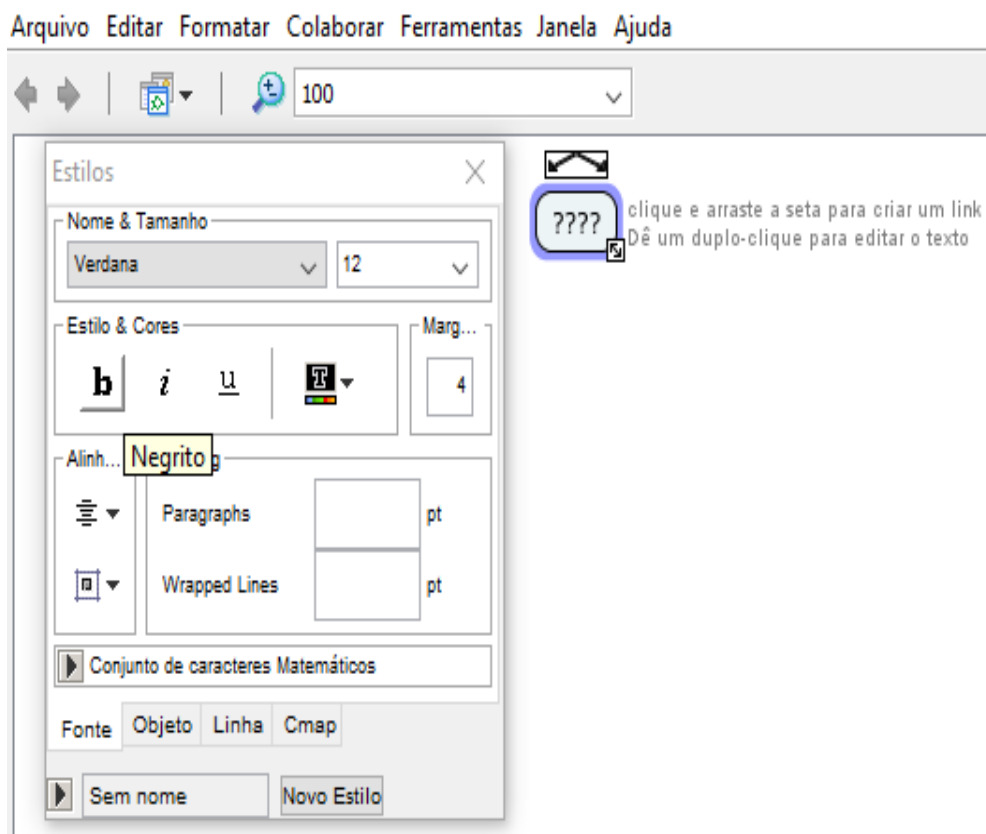 Arquivo Editar Formatar Colaborar Ferramentas Janela Ajuda
100
Estilos
Nome & Tamanho
Verdana
12
Estilo & Cores
Marg...
b i u T
4
Negrito
Alinh...
g
Paragraphs
pt
Wrapped Lines
pt
Conjunto de caracteres Matemáticos
Fonte Objeto Linha Cmap
Sem nome
Novo Estilo
????
clique e arraste a seta para criar um link
Dê um duplo-clique para editar o texto